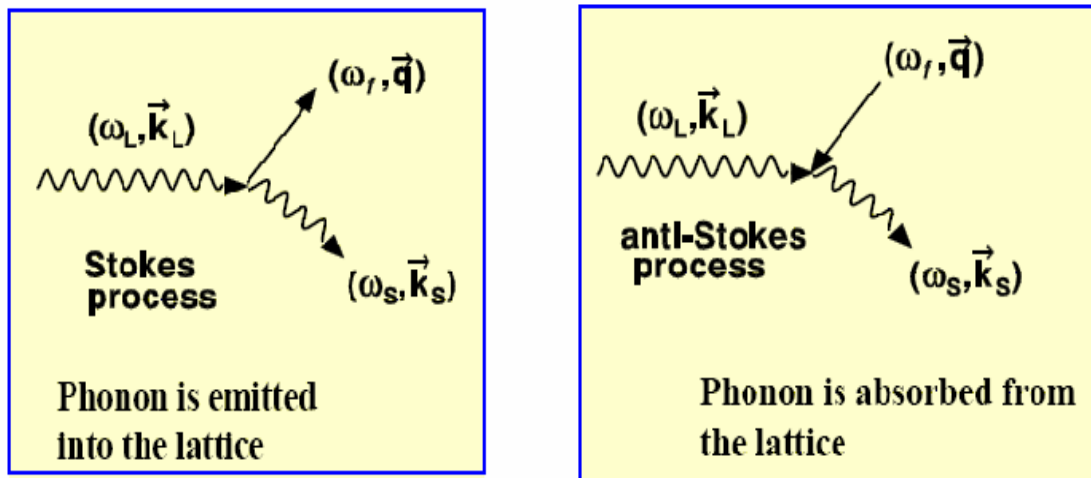 (ω_f, q⃗)
(ω_L, k⃗_L)
Stokes
process
(ω_S, k⃗_S)
Phonon is emitted
into the lattice
(ω_f, q⃗)
(ω_L, k⃗_L)
antI-Stokes
process
(ω_S, k⃗_S)
Phonon is absorbed from
the lattice